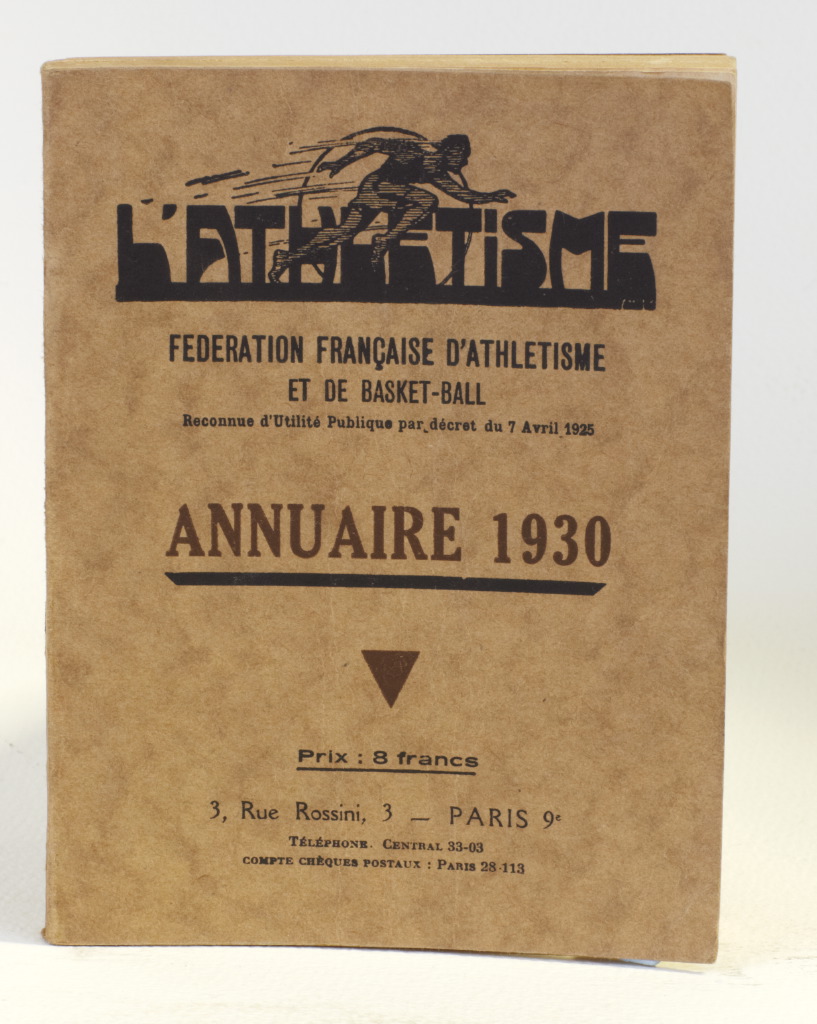 L'ATHLETiSME
FEDERATION FRANÇAISE D'ATHLETISME
ET DE BASKET-BALL
Reconnue d'Utilité Publique par décret du 7 Avril 1925
ANNUAIRE 1930
Prix : 8 francs
3, Rue Rossini, 3 — PARIS 9e
TÉLÉPHONE. CENTRAL 33-03
COMPTE CHÈQUES POSTAUX : PARIS 28-113